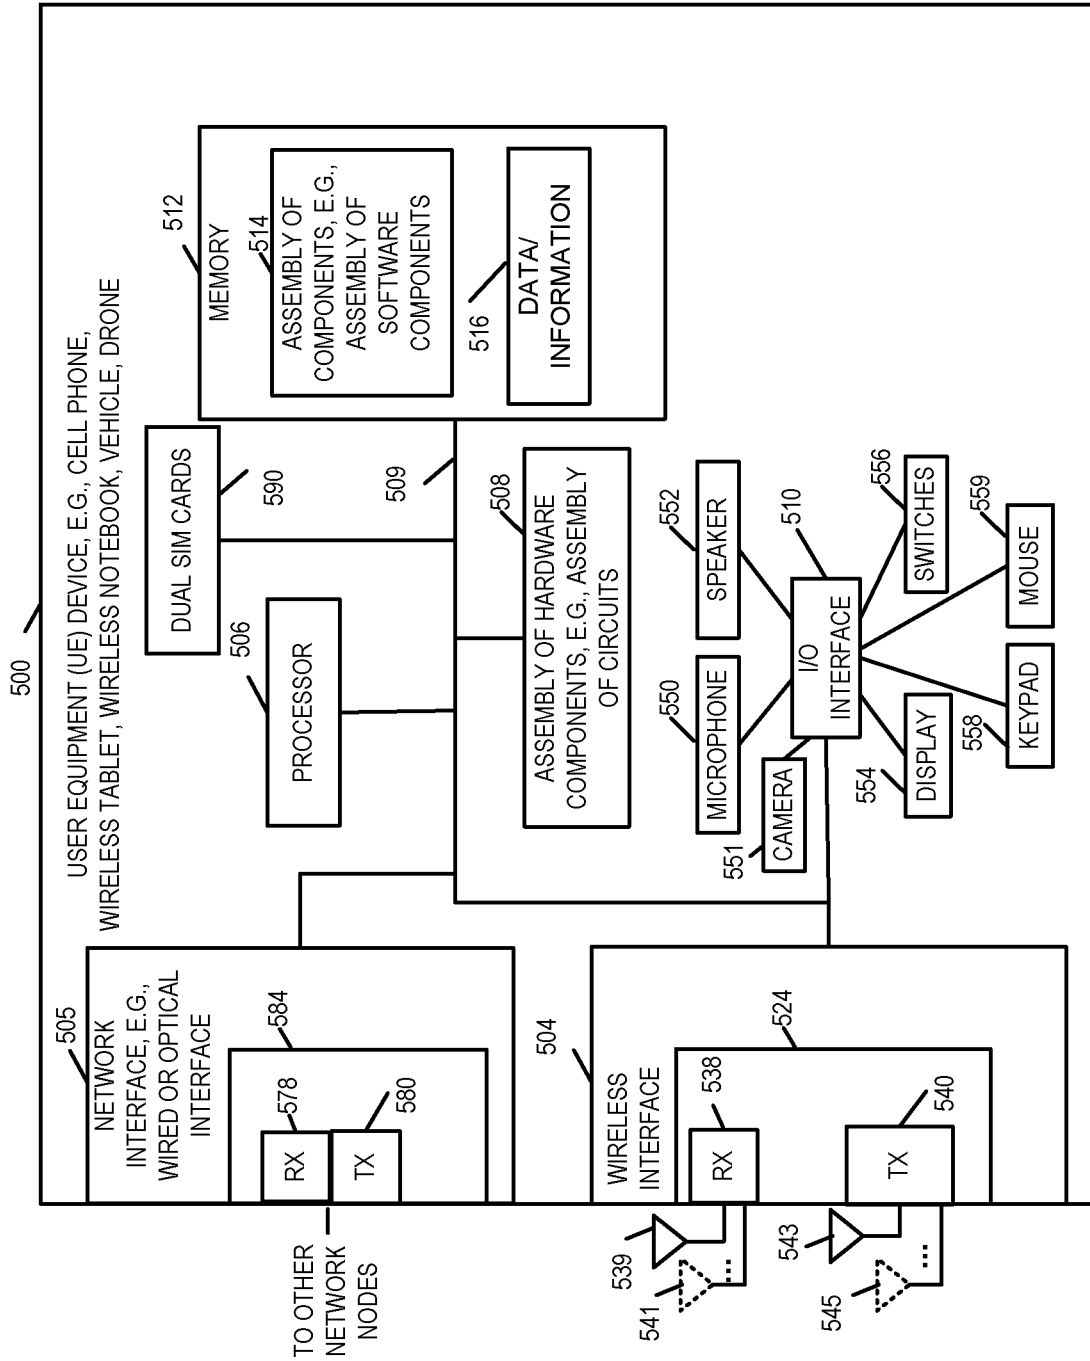 500
USER EQUIPMENT (UE) DEVICE, E.G., CELL PHONE,
WIRELESS TABLET, WIRELESS NOTEBOOK, VEHICLE, DRONE
505
NETWORK
INTERFACE, E.G.,
WIRED OR OPTICAL
INTERFACE
584
578
RX
580
TX
TO OTHER
NETWORK
NODES
504
WIRELESS
INTERFACE
524
538
RX
540
TX
539
541
...
543
545
...
506
PROCESSOR
DUAL SIM CARDS
590
509
508
ASSEMBLY OF HARDWARE
COMPONENTS, E.G., ASSEMBLY
OF CIRCUITS
512
MEMORY
514
ASSEMBLY OF
COMPONENTS, E.G.,
ASSEMBLY OF
SOFTWARE
COMPONENTS
516
DATA/
INFORMATION
550
MICROPHONE
552
SPEAKER
551
CAMERA
510
I/O
INTERFACE
554
DISPLAY
556
SWITCHES
558
KEYPAD
559
MOUSE